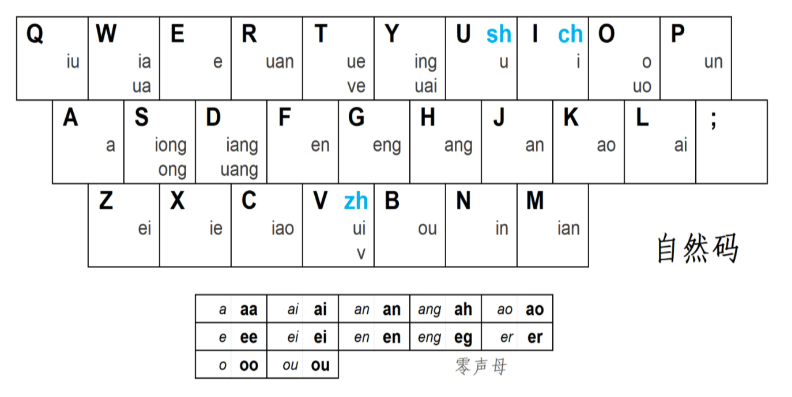 Q W E R T Y U sh I ch O P
iu ia e uan ue ing u i o un
ua ve uai uo
A S D F G H J K L ;
a iong iang en eng ang an ao ai
ong uang
Z X C V zh B N M
ei ie iao ui ou in ian
v
自然码
a aa ai ai an an ang ah ao ao
e ee ei ei en en eng eg er er
o oo ou ou
零声母